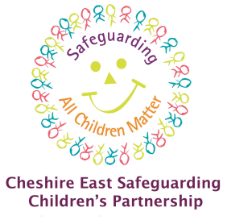 Safeguarding
All Children Matter
Cheshire East Safeguarding
Children's Partnership